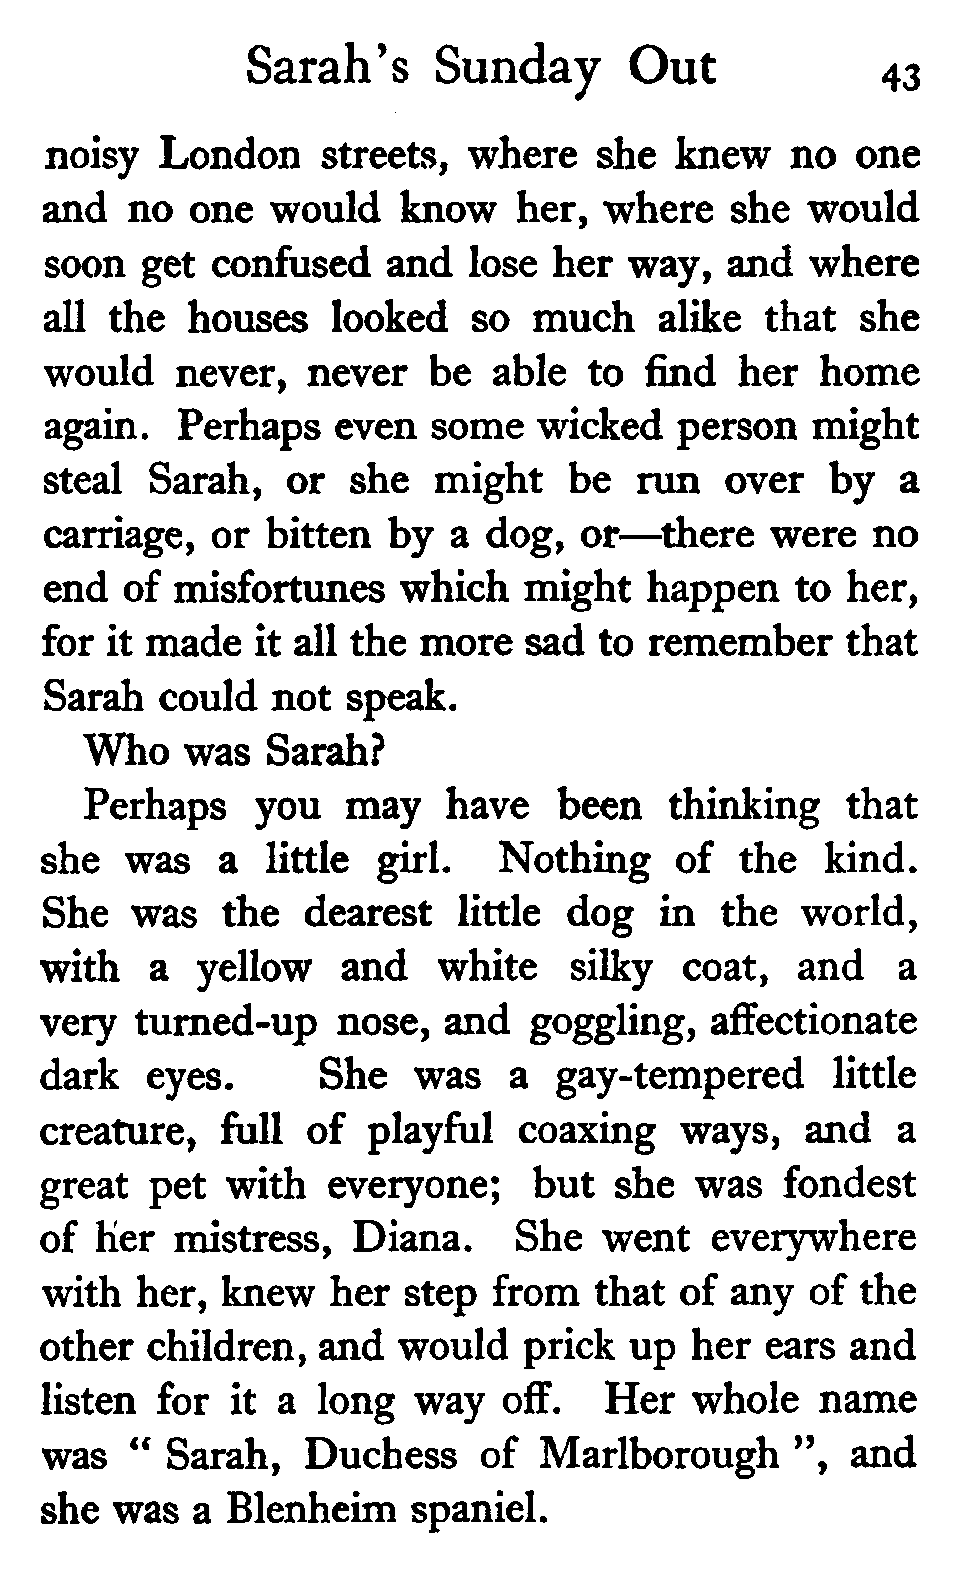 Sarah's Sunday Out 43
noisy London streets, where she knew no one
and no one would know her, where she would
soon get confused and lose her way, and where
all the houses looked so much alike that she
would never, never be able to find her home
again. Perhaps even some wicked person might
steal Sarah, or she might be run over by a
carriage, or bitten by a dog, or—there were no
end of misfortunes which might happen to her,
for it made it all the more sad to remember that
Sarah could not speak.
Who was Sarah?
Perhaps you may have been thinking that
she was a little girl. Nothing of the kind.
She was the dearest little dog in the world,
with a yellow and white silky coat, and a
very turned-up nose, and goggling, affectionate
dark eyes. She was a gay-tempered little
creature, full of playful coaxing ways, and a
great pet with everyone; but she was fondest
of her mistress, Diana. She went everywhere
with her, knew her step from that of any of the
other children, and would prick up her ears and
listen for it a long way off. Her whole name
was “ Sarah, Duchess of Marlborough ”, and
she was a Blenheim spaniel.